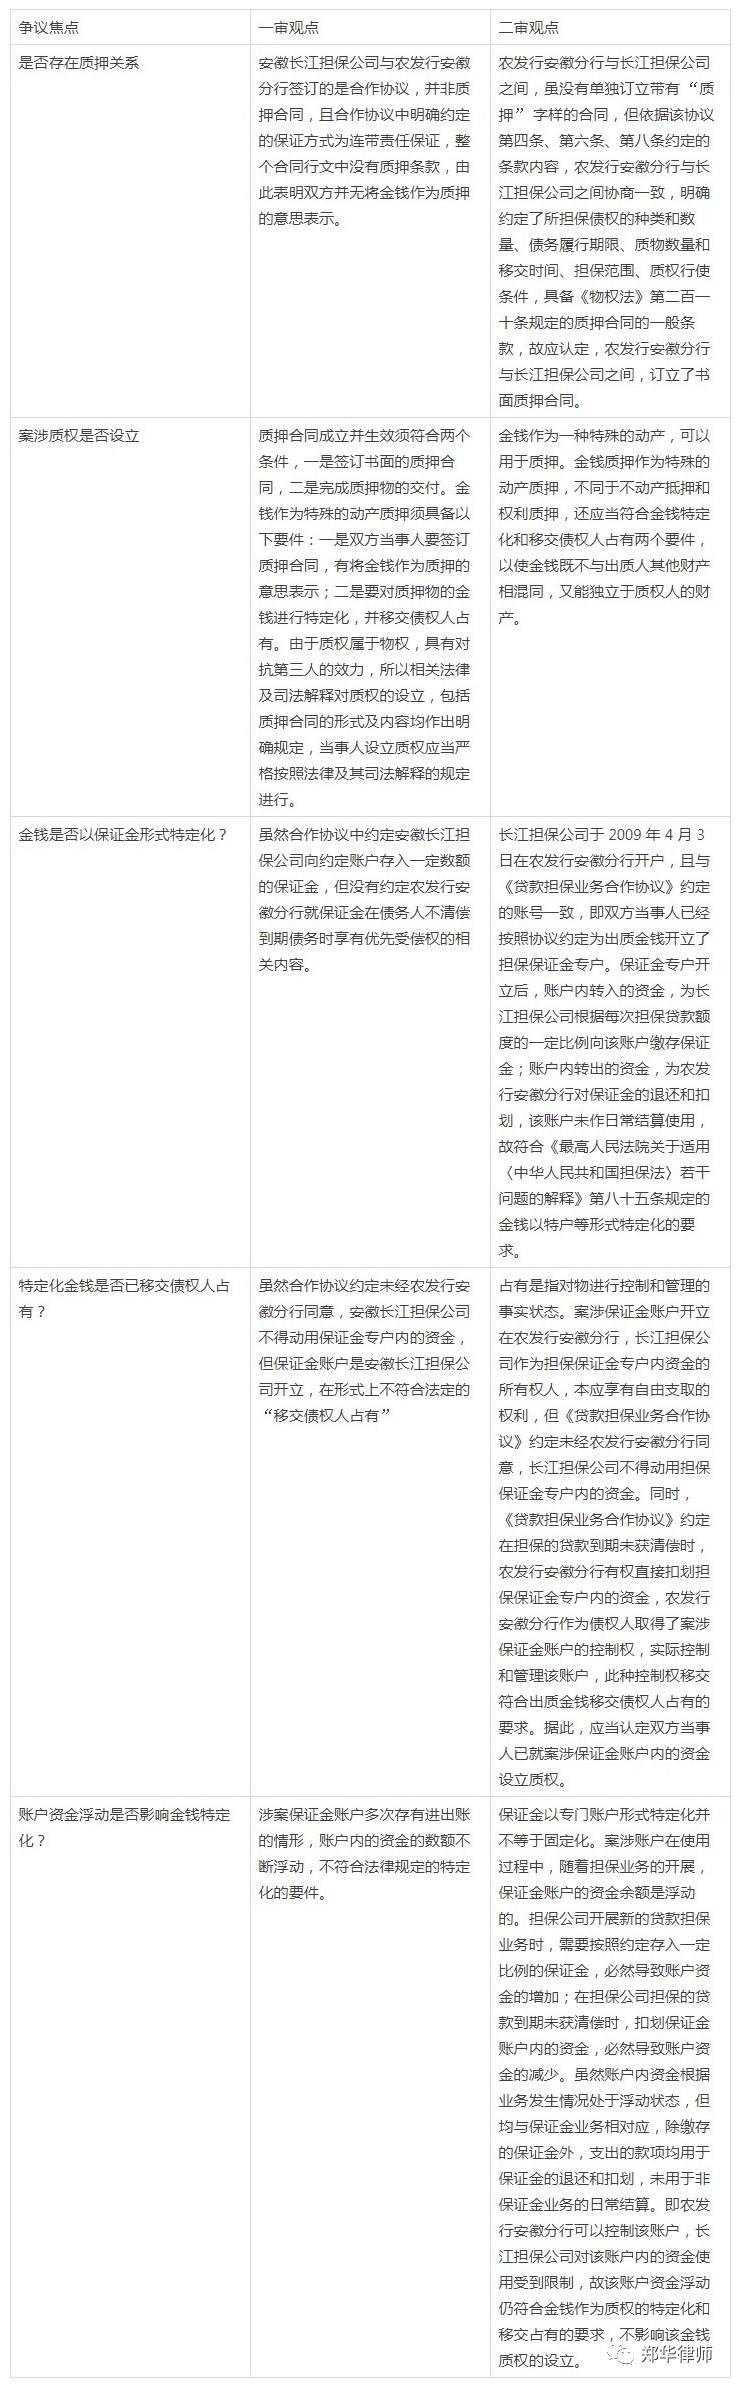 争议焦点
一审观点
二审观点
是否存在质押关系
安徽长江担保公司与农发行安徽
分行签订的是合作协议，并非质
押合同，且合作协议中明确约定
的保证方式为连带责任保证，整
个合同行文中没有质押条款，由
此表明双方并无将金钱作为质押
的意思表示。
农发行安徽分行与长江担保公司
之间，虽没有单独订立带有“质
押”字样的合同，但依据该协议
第四条、第六条、第八条约定的
条款内容，农发行安徽分行与长
江担保公司之间协商一致，明确
约定了所担保债权的种类和数
量、债务履行期限、质物数量和
移交时间、担保范围、质权行使
条件，具备《物权法》第二百一
十条规定的质押合同的一般条
款，故应认定，农发行安徽分行
与长江担保公司之间，订立了书
面质押合同。
案涉质权是否设立
质押合同成立并生效须符合两个
条件，一是签订书面的质押合
同，二是完成质押物的交付。金
钱作为特殊的动产质押须具备以
下要件：一是双方当事人要签订
质押合同，有将金钱作为质押的
意思表示；二是要对质押物的金
钱进行特定化，并移交债权人占
有。由于质权属于物权，具有对
抗第三人的效力，所以相关法律
及司法解释对质权的设立，包括
质押合同的形式及内容均作出明
确规定，当事人设立质权应当严
格按照法律及其司法解释的规定
进行。
金钱作为一种特殊的动产，可以
用于质押。金钱质押作为特殊的
动产质押，不同于不动产抵押和
权利质押，还应当符合金钱特定
化和移交债权人占有两个要件，
以使金钱既不与出质人其他财产
相混同，又能独立于质权人的财
产。
金钱是否以保证金形式特定化？
虽然合作协议中约定安徽长江担
保公司向约定账户存入一定数额
的保证金，但没有约定农发行安
徽分行就保证金在债务人不清偿
到期债务时享有优先受偿权的相
关内容。
长江担保公司于 2009 年 4 月 3
日在农发行安徽分行开户，且与
《贷款担保业务合作协议》约定
的账号一致，即双方当事人已经
按照协议约定为出质金钱开立了
担保保证金专户。保证金专户开
立后，账户内转入的资金，为长
江担保公司根据每次担保贷款额
度的一定比例向该账户缴存保证
金；账户内转出的资金，为农发
行安徽分行对保证金的退还和扣
划，该账户未作日常结算使用，
故符合《最高人民法院关于适用
〈中华人民共和国担保法〉若干
问题的解释》第八十五条规定的
金钱以特户等形式特定化的要
求。
特定化金钱是否已移交债权人占
有？
虽然合作协议约定未经农发行安
徽分行同意，安徽长江担保公司
不得动用保证金专户内的资金，
但保证金账户是安徽长江担保公
司开立，在形式上不符合法定的
“移交债权人占有”
占有是指对物进行控制和管理的
事实状态。案涉保证金账户开立
在农发行安徽分行，长江担保公
司作为担保保证金专户内资金的
所有权人，本应享有自由支取的
权利，但《贷款担保业务合作协
议》约定未经农发行安徽分行同
意，长江担保公司不得动用担保
保证金专户内的资金。同时，
《贷款担保业务合作协议》约定
在担保的贷款到期未获清偿时，
农发行安徽分行有权直接扣划担
保保证金专户内的资金，农发行
安徽分行作为债权人取得了案涉
保证金账户的控制权，实际控制
和管理该账户，此种控制权移交
符合出质金钱移交债权人占有的
要求。据此，应当认定双方当事
人已就案涉保证金账户内的资金
设立质权。
账户资金浮动是否影响金钱特定
化？
涉案保证金账户多次存有进出账
的情形，账户内的资金的数额不
断浮动，不符合法律规定的特定
化的要件。
保证金以专门账户形式特定化并
不等于固定化。案涉账户在使用
过程中，随着担保业务的开展，
保证金账户的资金余额是浮动
的。担保公司开展新的贷款担保
业务时，需要按照约定存入一定
比例的保证金，必然导致账户资
金的增加；在担保公司担保的贷
款到期未获清偿时，扣划保证金
账户内的资金，必然导致账户资
金的减少。虽然账户内资金根据
业务发生情况处于浮动状态，但
均与保证金业务相对应，除缴存
的保证金外，支出的款项均用于
保证金的退还和扣划，未用于非
保证金业务的日常结算。即农发
行安徽分行可以控制该账户，长
江担保公司对该账户内的资金使
用受到限制，故该账户资金浮动
仍符合金钱作为质权的特定化和
移交占有的要求，不影响该金钱
质权的设立。
郑华律师